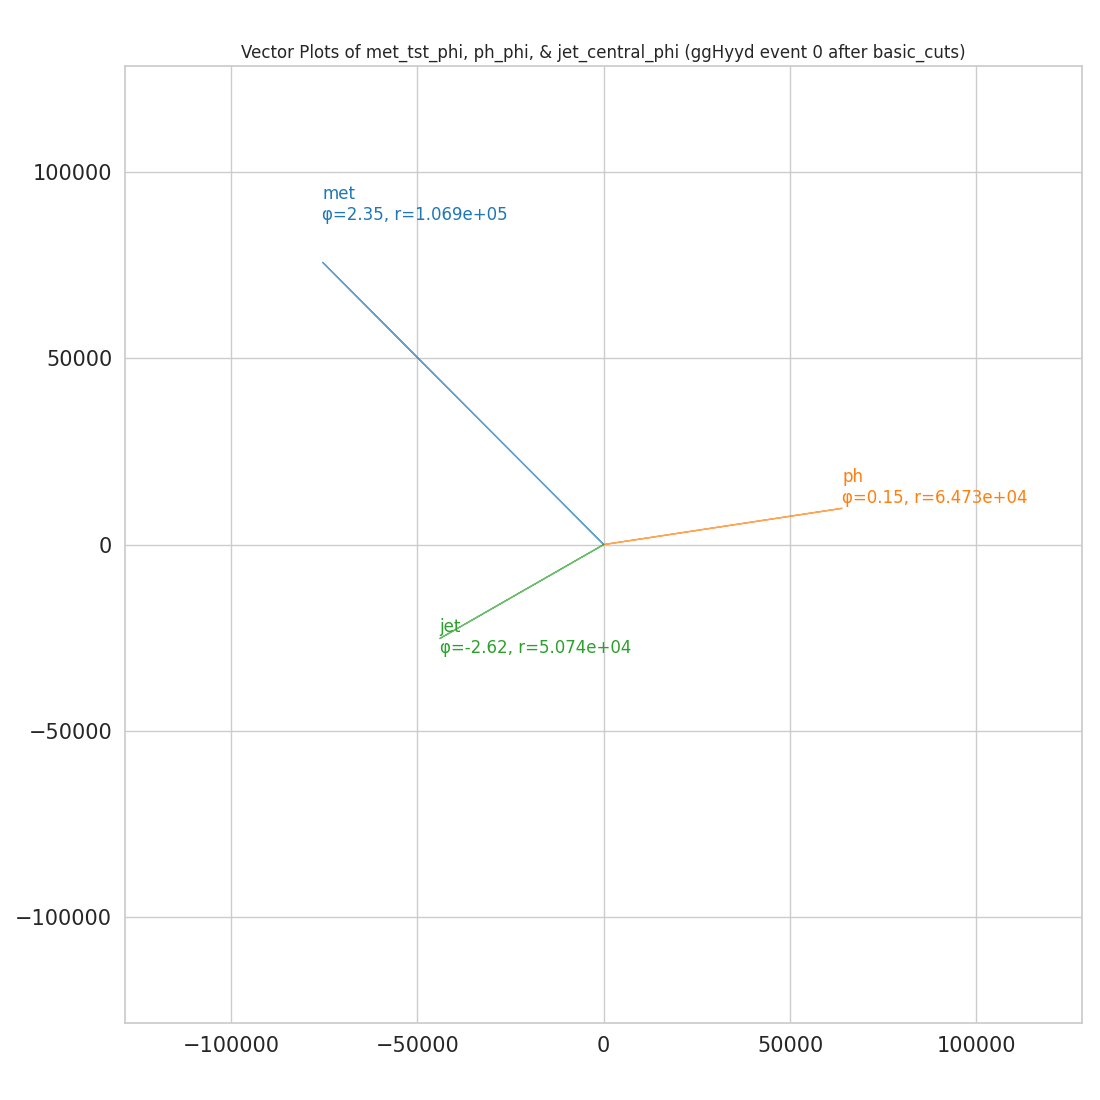 Vector Plots of met_tst_phi, ph_phi, & jet_central_phi (ggHyyd event 0 after basic_cuts)
100000
50000
0
−50000
−100000
met
φ=2.35, r=1.069e+05
ph
φ=0.15, r=6.473e+04
jet
φ=-2.62, r=5.074e+04
−100000
−50000
0
50000
100000